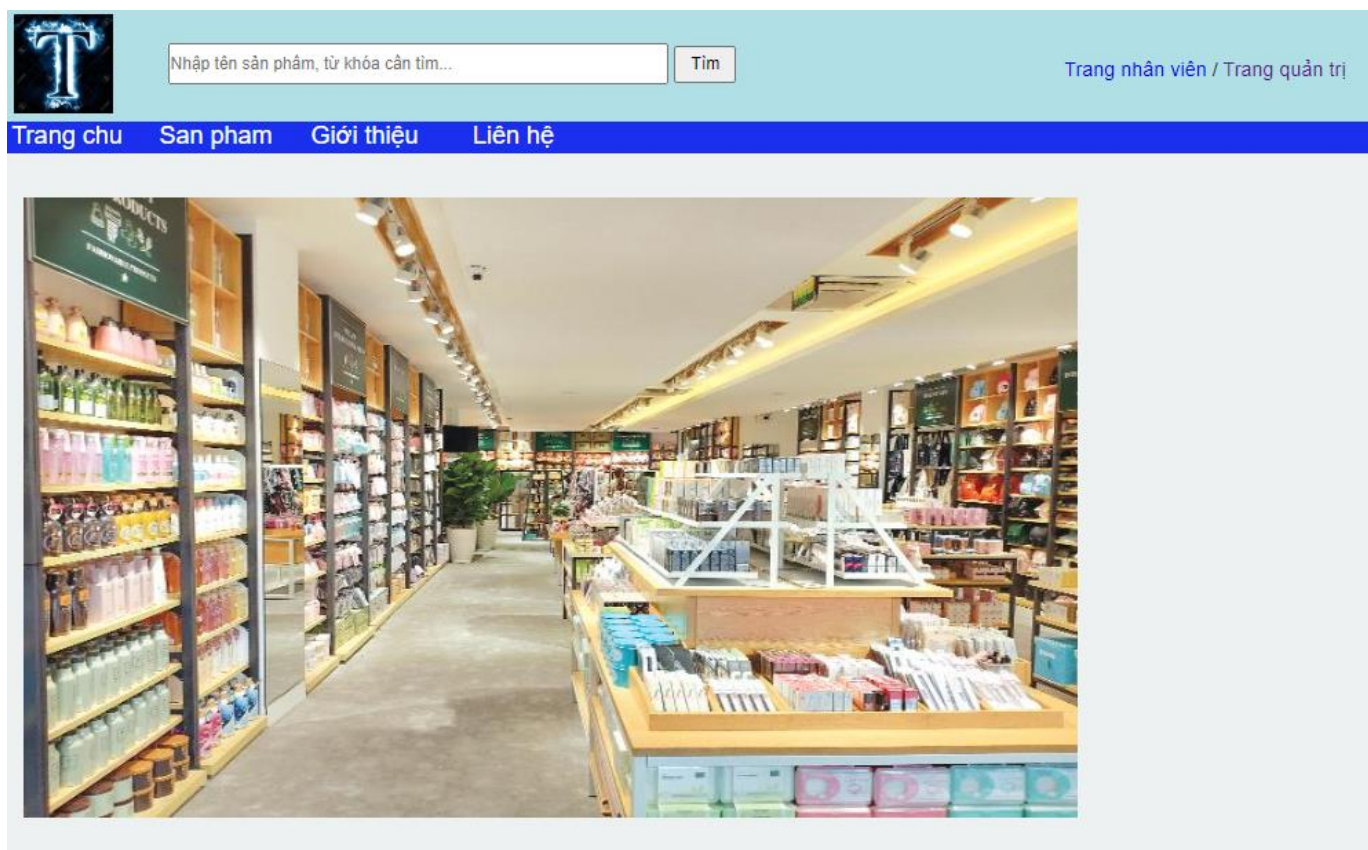 T
Nhập tên sản phẩm, từ khóa cần tìm...
Tìm
Trang nhân viên / Trang quản trị
Trang chu San pham Giới thiệu Liên hệ
PRODUCTS